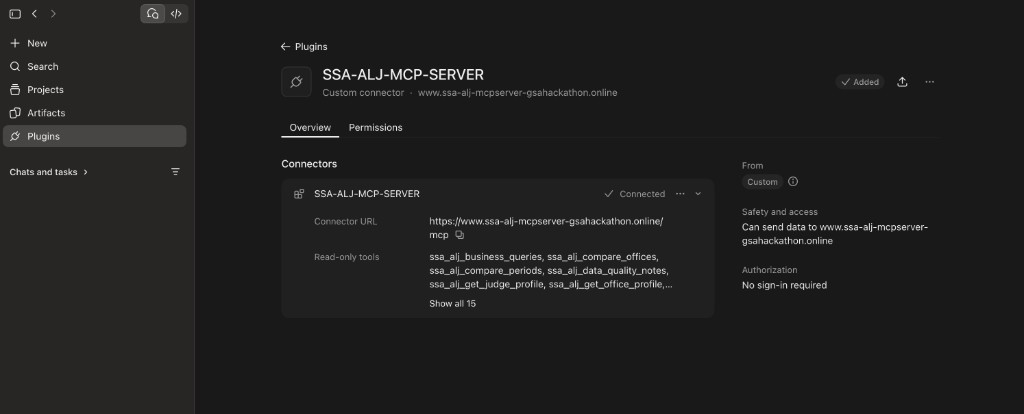 New
Search
Projects
Artifacts
Plugins
Chats and tasks
Plugins
SSA-ALJ-MCP-SERVER
Custom connector · www.ssa-alj-mcpserver-gsahackathon.online
Added
Overview
Permissions
Connectors
SSA-ALJ-MCP-SERVER
Connected
Connector URL
https://www.ssa-alj-mcpserver-gsahackathon.online/
mcp
Read-only tools
ssa_alj_business_queries, ssa_alj_compare_offices,
ssa_alj_compare_periods, ssa_alj_data_quality_notes,
ssa_alj_get_judge_profile, ssa_alj_get_office_profile,...
Show all 15
From
Custom
Safety and access
Can send data to www.ssa-alj-mcpserver-
gsahackathon.online
Authorization
No sign-in required